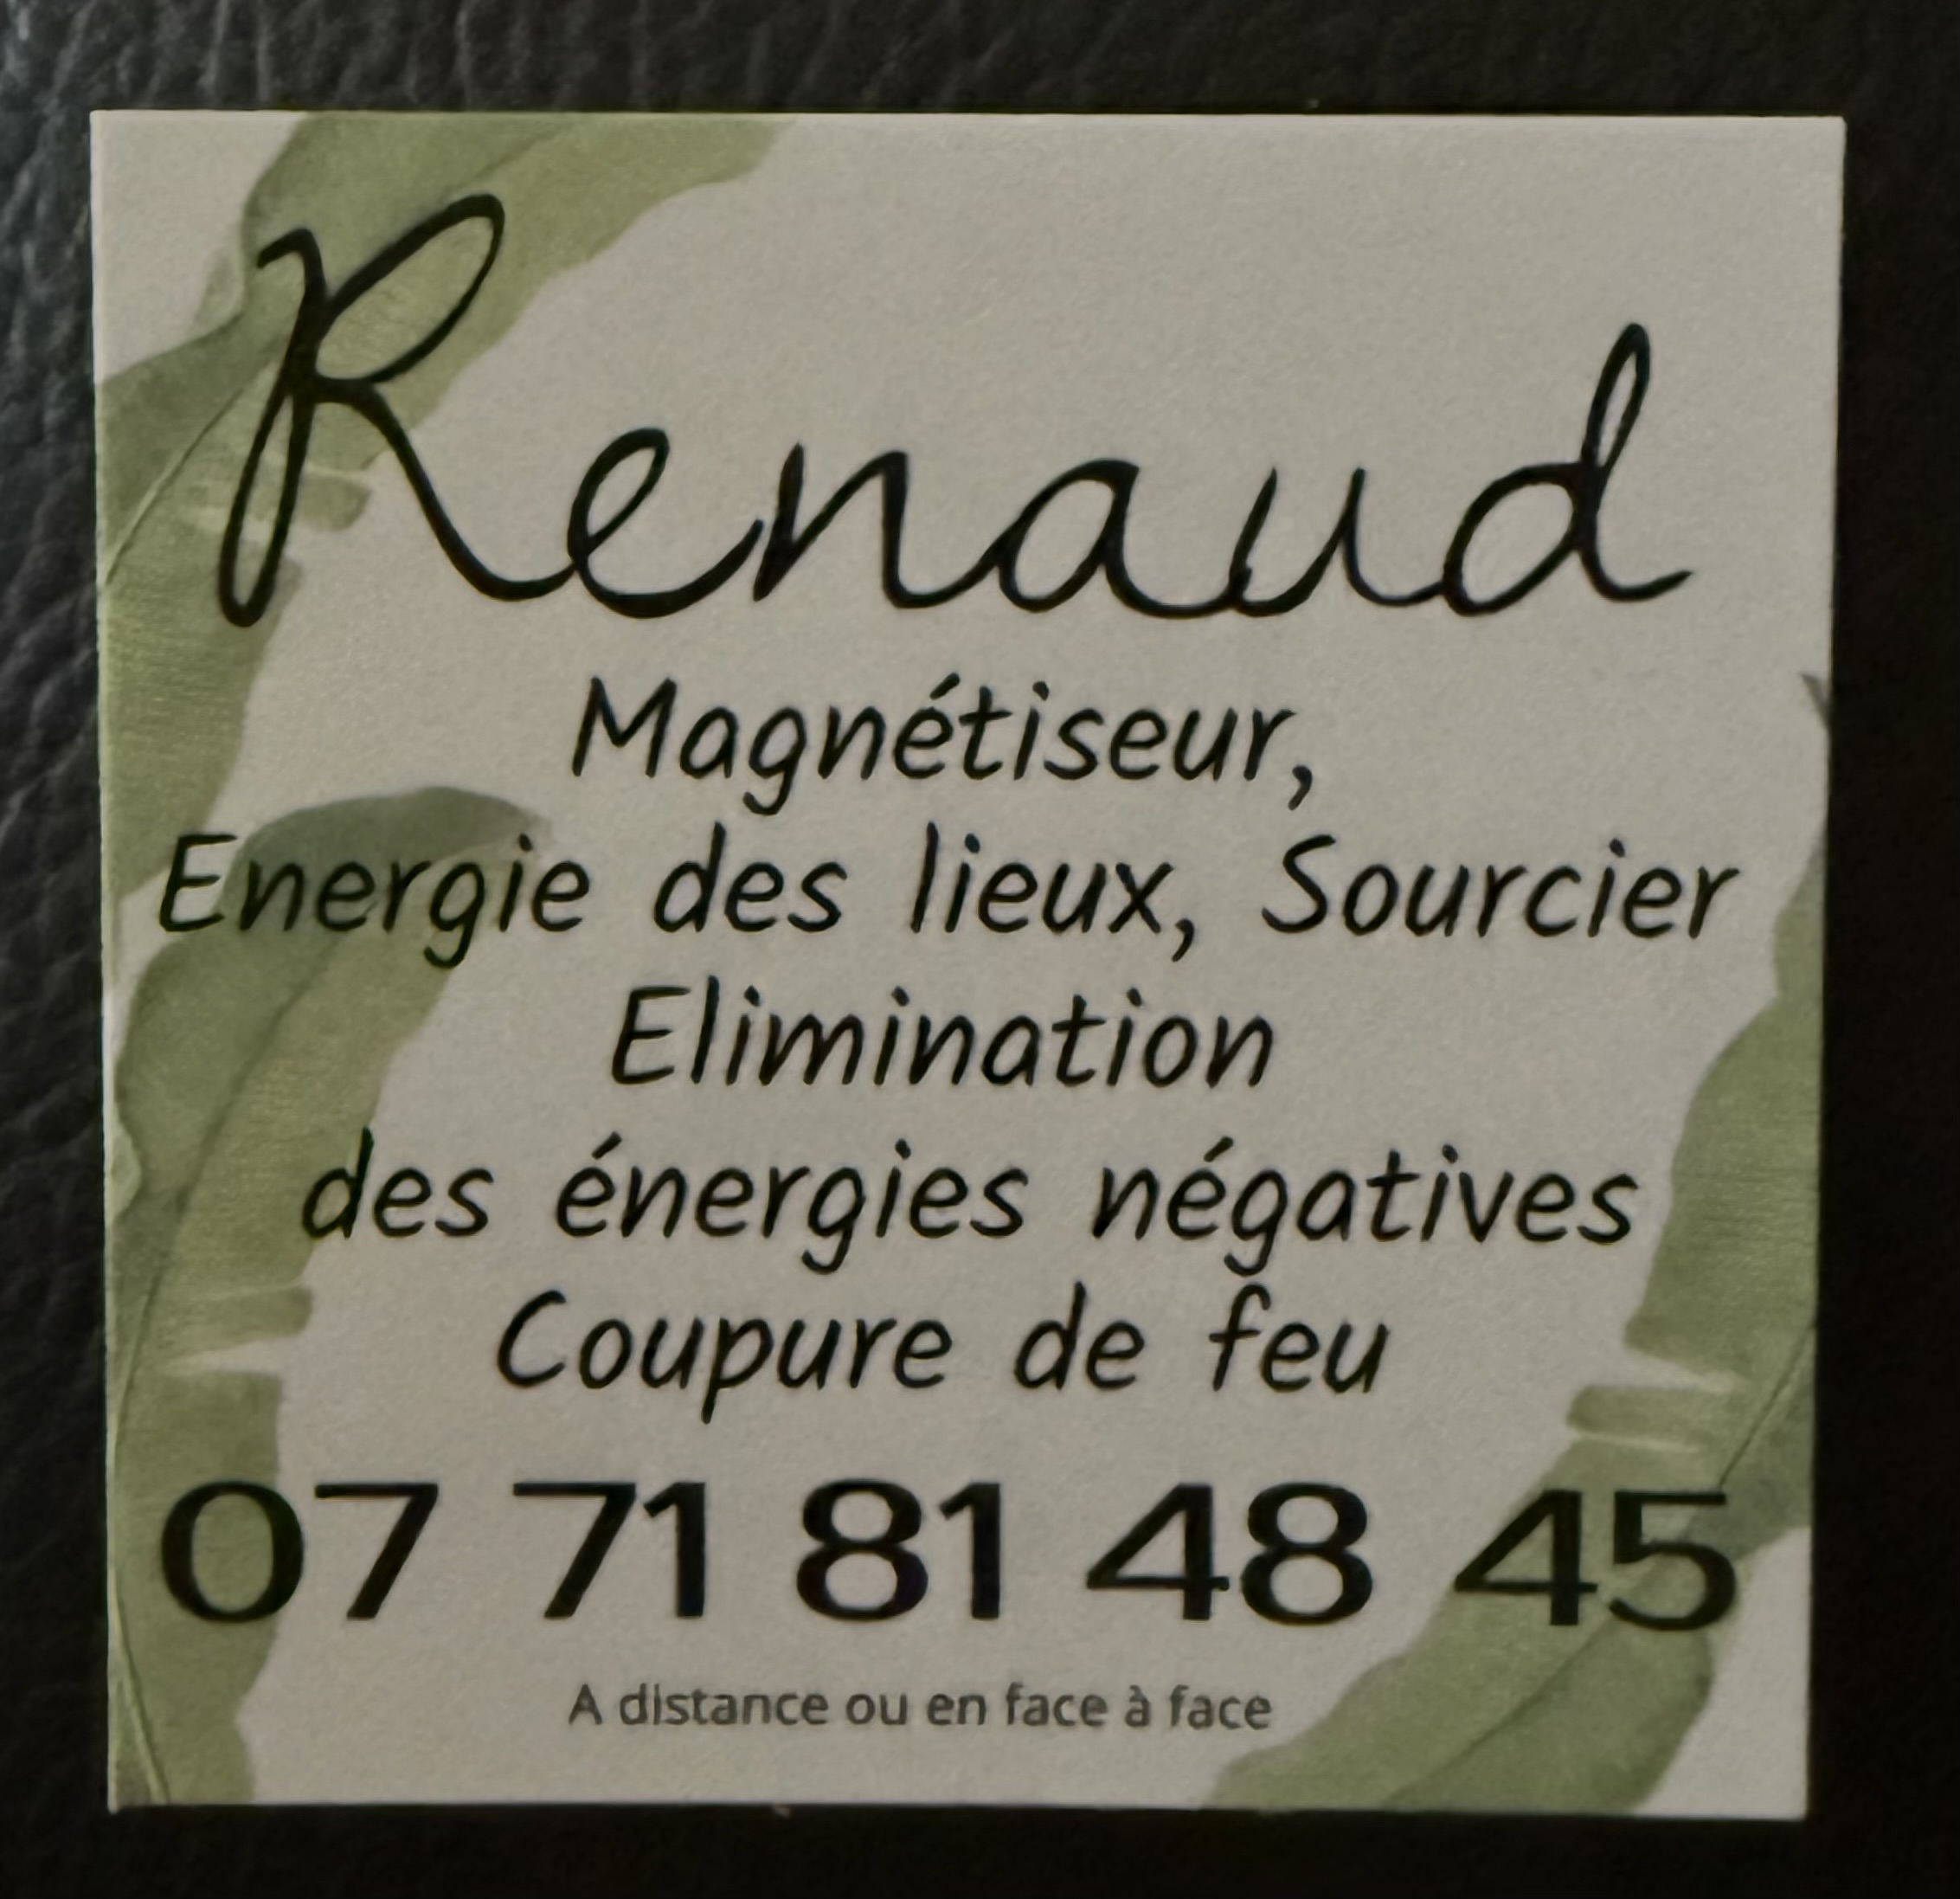 Renaud
Magnétiseur,
Energie des lieux, Sourcier
Elimination
des énergies négatives
Coupure de feu
07 71 81 48 45
A distance ou en face à face